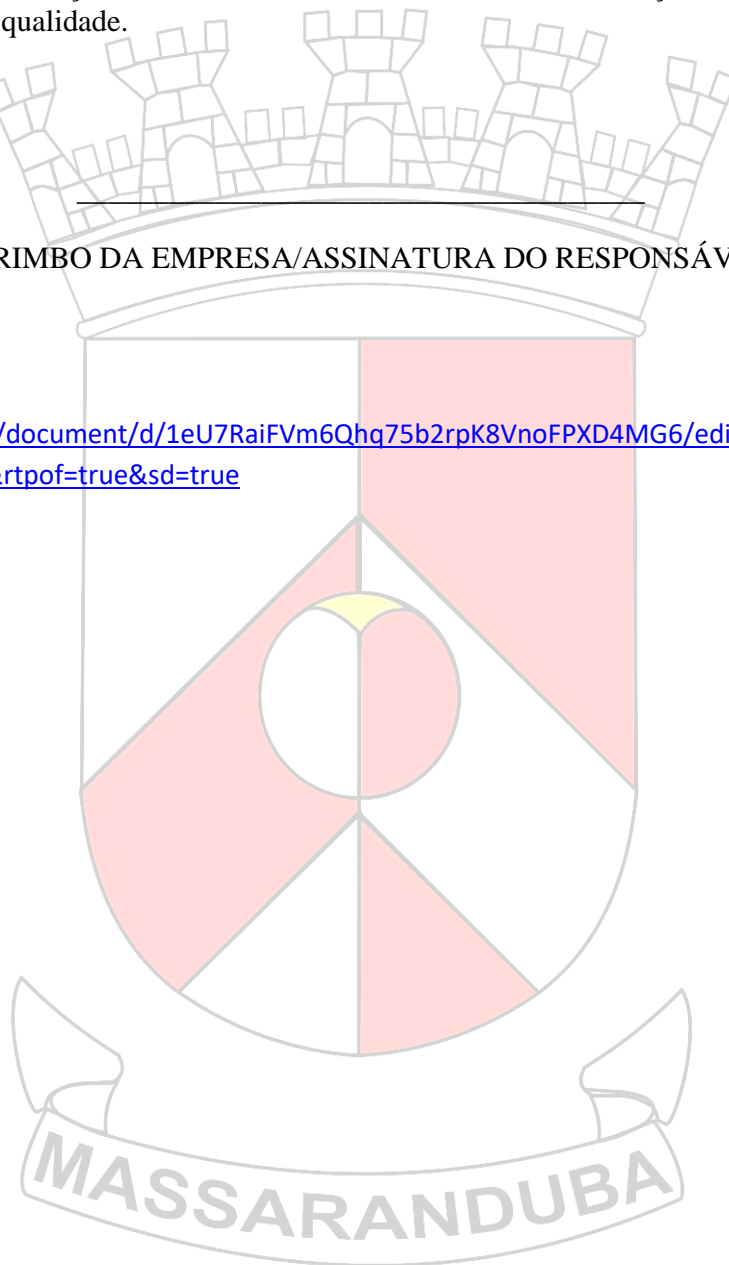 qualidade.
RIMBO DA EMPRESA/ASSINATURA DO RESPONSÁV
/document/d/1eU7RaiFVm6Qhq75b2rpK8VnoFPXD4MG6/edi
&rtpof=true&sd=true
MASSARANDUBA